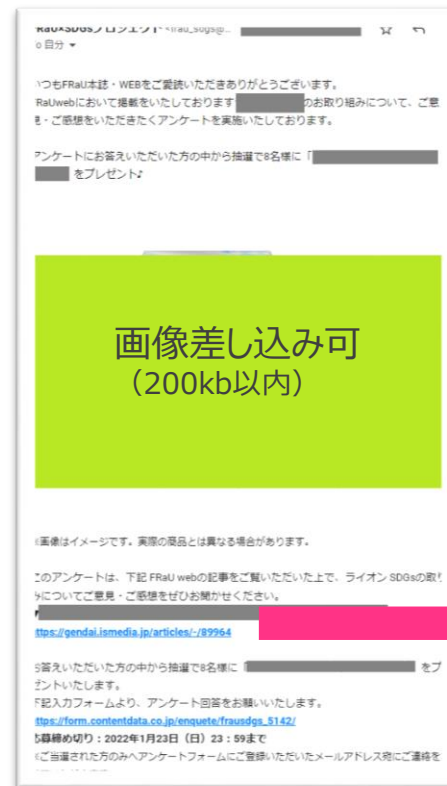 RaU×SDGsプロジェクト <frau_sdgs@...
o 自分
いつもFRaU本誌・WEBをご愛読いただきありがとうございます。
RaUwebにおいて掲載をいたしております のお取り組みについて、ご意
見・ご感想をいただきたくアンケートを実施いたしております。
アンケートにお答えいただいた方の中から抽選で8名様に「
をプレゼント♪
画像差し込み可
（200kb以内）
※画像はイメージです。実際の商品とは異なる場合があります。
このアンケートは、下記 FRaU webの記事をご覧いただいた上で、ライオン SDGsの取り
みについてご意見・ご感想をぜひお聞かせください。
ttps://gendai.ismedia.jp/articles/-/89964
お答えいただいた方の中から抽選で8名様に「 をプ
ゼントいたします。
下記入力フォームより、アンケート回答をお願いいたします。
ttps://form.contentdata.co.jp/enquete/frausdgs_5142/
応募締め切り：2022年1月23日（日）23：59まで
※ご当選された方のみへアンケートフォームにご登録いただいたメールアドレス宛にご連絡を